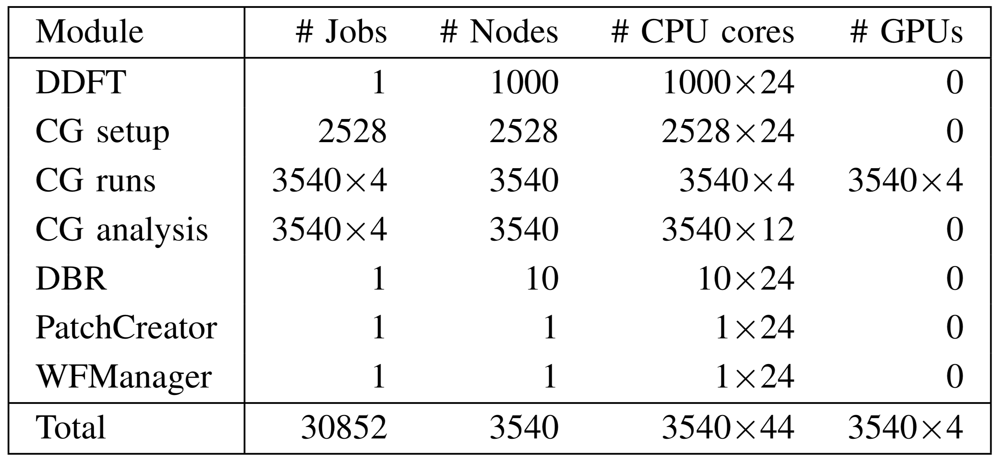 Module # Jobs # Nodes # CPU cores # GPUs
DDFT 1 1000 1000×24 0
CG setup 2528 2528 2528×24 0
CG runs 3540×4 3540 3540×4 3540×4
CG analysis 3540×4 3540 3540×12 0
DBR 1 10 10×24 0
PatchCreator 1 1 1×24 0
WFManager 1 1 1×24 0
Total 30852 3540 3540×44 3540×4